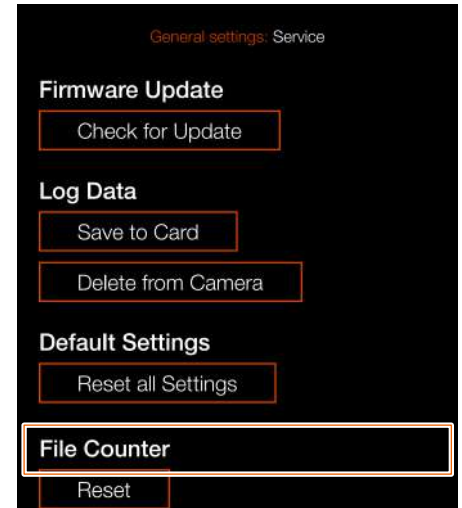 General settings: Service
Firmware Update
Check for Update
Log Data
Save to Card
Delete from Camera
Default Settings
Reset all Settings
File Counter
Reset